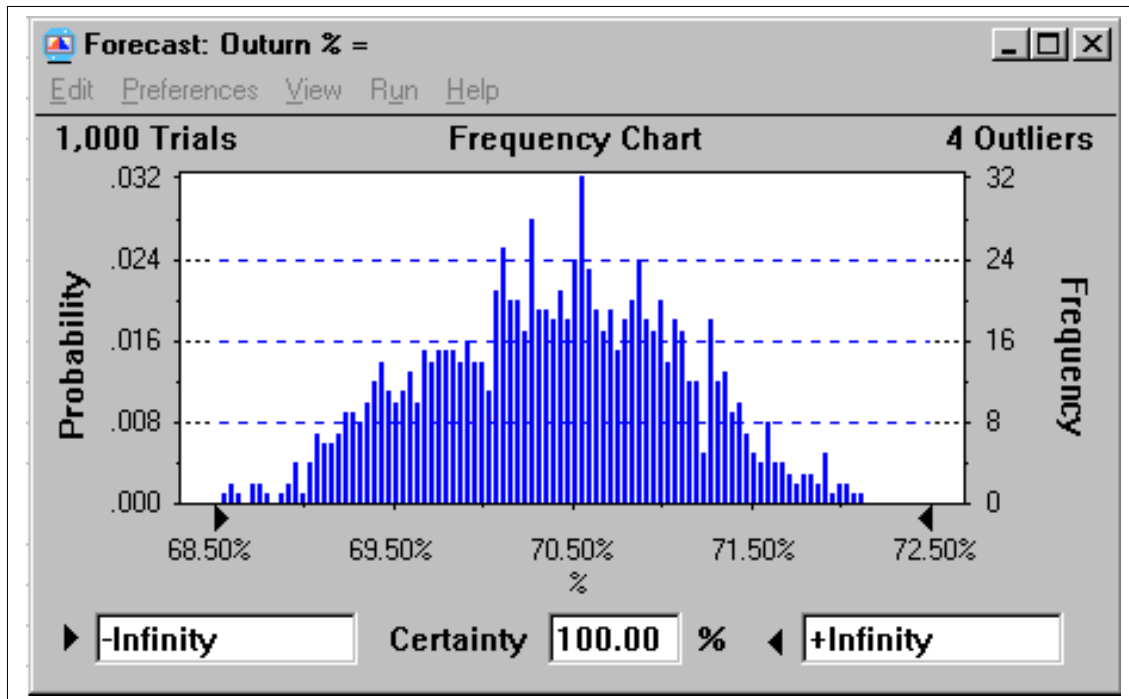 Forecast: Outurn % =
Edit Preferences View Run Help
1,000 Trials Frequency Chart 4 Outliers
.032 32
.024 24
.016 16
.008 8
.000 0
Probability
Frequency
68.50% 69.50% 70.50% 71.50% 72.50%
%
-Infinity Certainty 100.00 % +Infinity